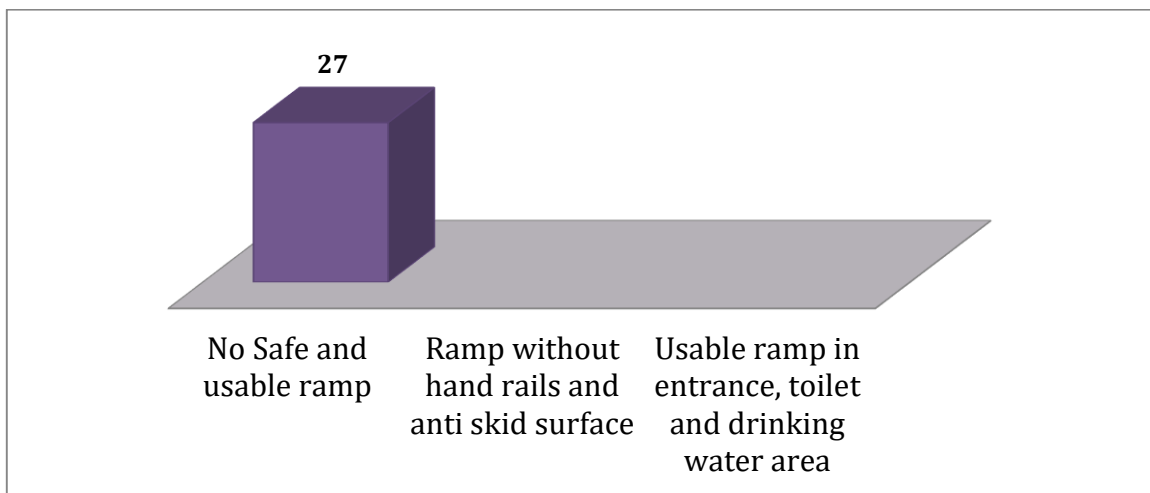 27
No Safe and
usable ramp
Ramp without
hand rails and
anti skid surface
Usable ramp in
entrance, toilet
and drinking
water area